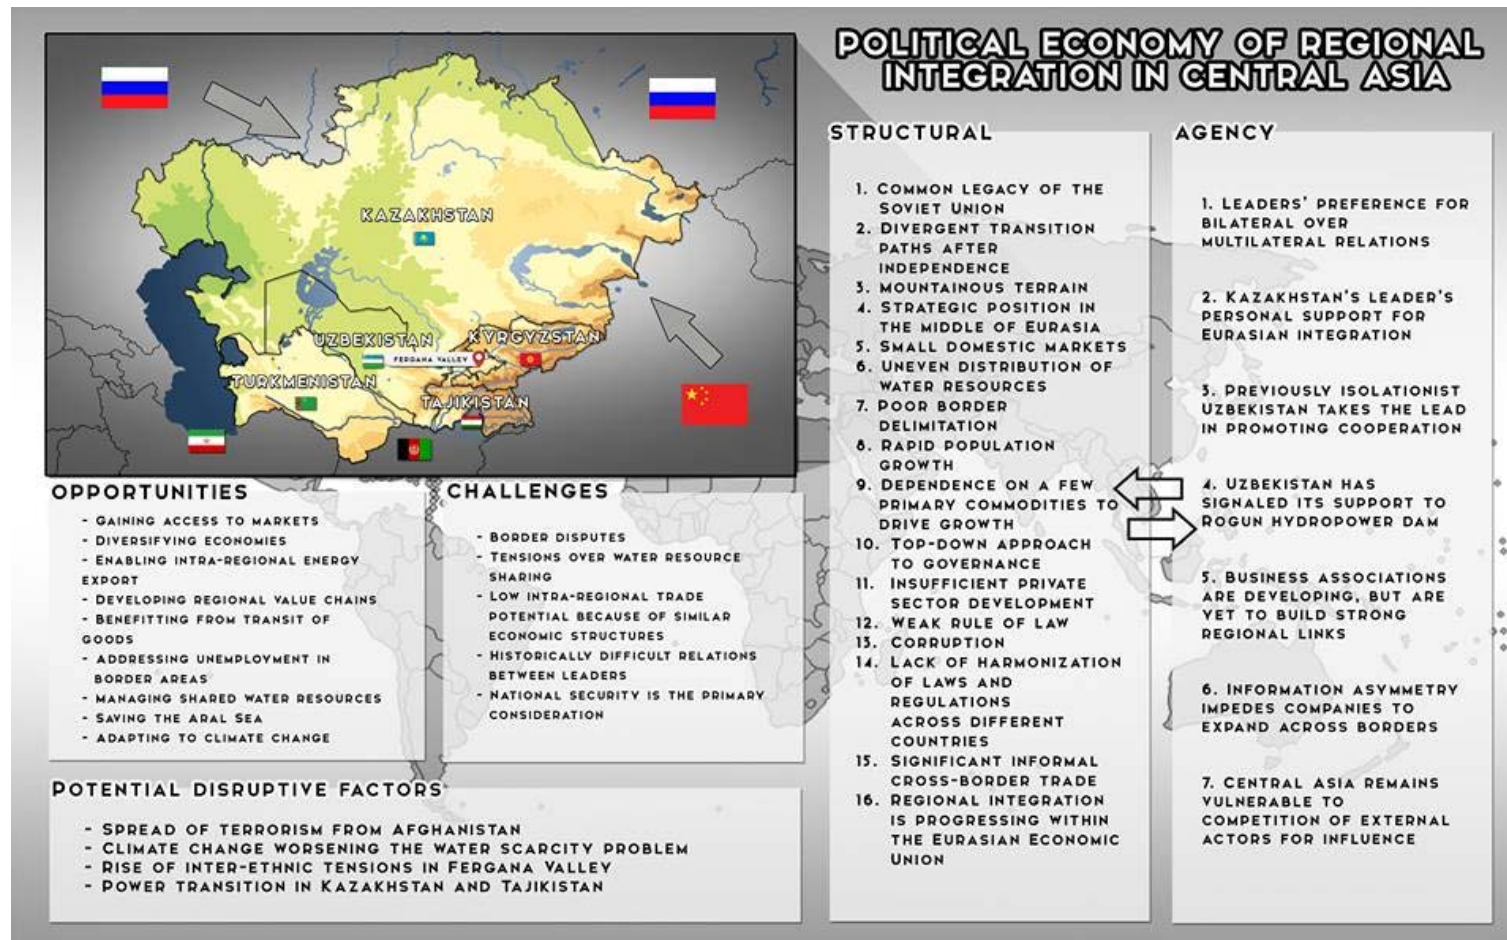 POLITICAL ECONOMY OF REGIONAL
INTEGRATION IN CENTRAL ASIA
KAZAKHSTAN
UZBEKISTAN
KYRGYZSTAN
FERGANA VALLEY
TURKMENISTAN
TAJIKISTAN
OPPORTUNITIES
- GAINING ACCESS TO MARKETS
- DIVERSIFYING ECONOMIES
- ENABLING INTRA-REGIONAL ENERGY
EXPORT
- DEVELOPING REGIONAL VALUE CHAINS
- BENEFITTING FROM TRANSIT OF
GOODS
- ADDRESSING UNEMPLOYMENT IN
BORDER AREAS
- MANAGING SHARED WATER RESOURCES
- SAVING THE ARAL SEA
- ADAPTING TO CLIMATE CHANGE
CHALLENGES
- BORDER DISPUTES
- TENSIONS OVER WATER RESOURCE
SHARING
- LOW INTRA-REGIONAL TRADE
POTENTIAL BECAUSE OF SIMILAR
ECONOMIC STRUCTURES
- HISTORICALLY DIFFICULT RELATIONS
BETWEEN LEADERS
- NATIONAL SECURITY IS THE PRIMARY
CONSIDERATION
POTENTIAL DISRUPTIVE FACTORS
- SPREAD OF TERRORISM FROM AFGHANISTAN
- CLIMATE CHANGE WORSENING THE WATER SCARCITY PROBLEM
- RISE OF INTER-ETHNIC TENSIONS IN FERGANA VALLEY
- POWER TRANSITION IN KAZAKHSTAN AND TAJIKISTAN
STRUCTURAL
1. COMMON LEGACY OF THE
SOVIET UNION
2. DIVERGENT TRANSITION
PATHS AFTER
INDEPENDENCE
3. MOUNTAINOUS TERRAIN
4. STRATEGIC POSITION IN
THE MIDDLE OF EURASIA
5. SMALL DOMESTIC MARKETS
6. UNEVEN DISTRIBUTION OF
WATER RESOURCES
7. POOR BORDER
DELIMITATION
8. RAPID POPULATION
GROWTH
9. DEPENDENCE ON A FEW
PRIMARY COMMODITIES TO
DRIVE GROWTH
10. TOP-DOWN APPROACH
TO GOVERNANCE
11. INSUFFICIENT PRIVATE
SECTOR DEVELOPMENT
12. WEAK RULE OF LAW
13. CORRUPTION
14. LACK OF HARMONIZATION
OF LAWS AND
REGULATIONS
ACROSS DIFFERENT
COUNTRIES
15. SIGNIFICANT INFORMAL
CROSS-BORDER TRADE
16. REGIONAL INTEGRATION
IS PROGRESSING WITHIN
THE EURASIAN ECONOMIC
UNION
AGENCY
1. LEADERS' PREFERENCE FOR
BILATERAL OVER
MULTILATERAL RELATIONS
2. KAZAKHSTAN'S LEADER'S
PERSONAL SUPPORT FOR
EURASIAN INTEGRATION
3. PREVIOUSLY ISOLATIONIST
UZBEKISTAN TAKES THE LEAD
IN PROMOTING COOPERATION
4. UZBEKISTAN HAS
SIGNALED ITS SUPPORT TO
ROGUN HYDROPOWER DAM
5. BUSINESS ASSOCIATIONS
ARE DEVELOPING, BUT ARE
YET TO BUILD STRONG
REGIONAL LINKS
6. INFORMATION ASYMMETRY
IMPEDES COMPANIES TO
EXPAND ACROSS BORDERS
7. CENTRAL ASIA REMAINS
VULNERABLE TO
COMPETITION OF EXTERNAL
ACTORS FOR INFLUENCE